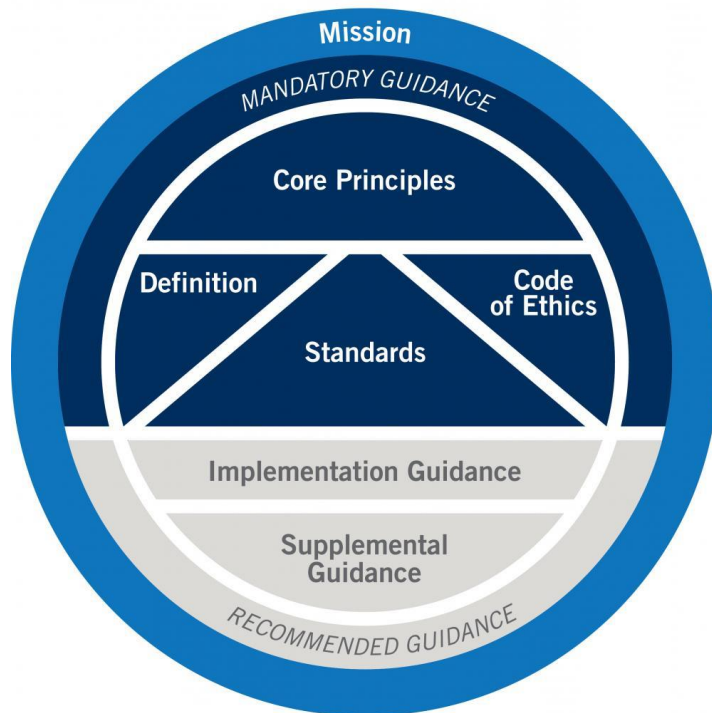 Mission
MANDATORY GUIDANCE
Core Principles
Definition
Code
of Ethics
Standards
Implementation Guidance
Supplemental
Guidance
RECOMMENDED GUIDANCE